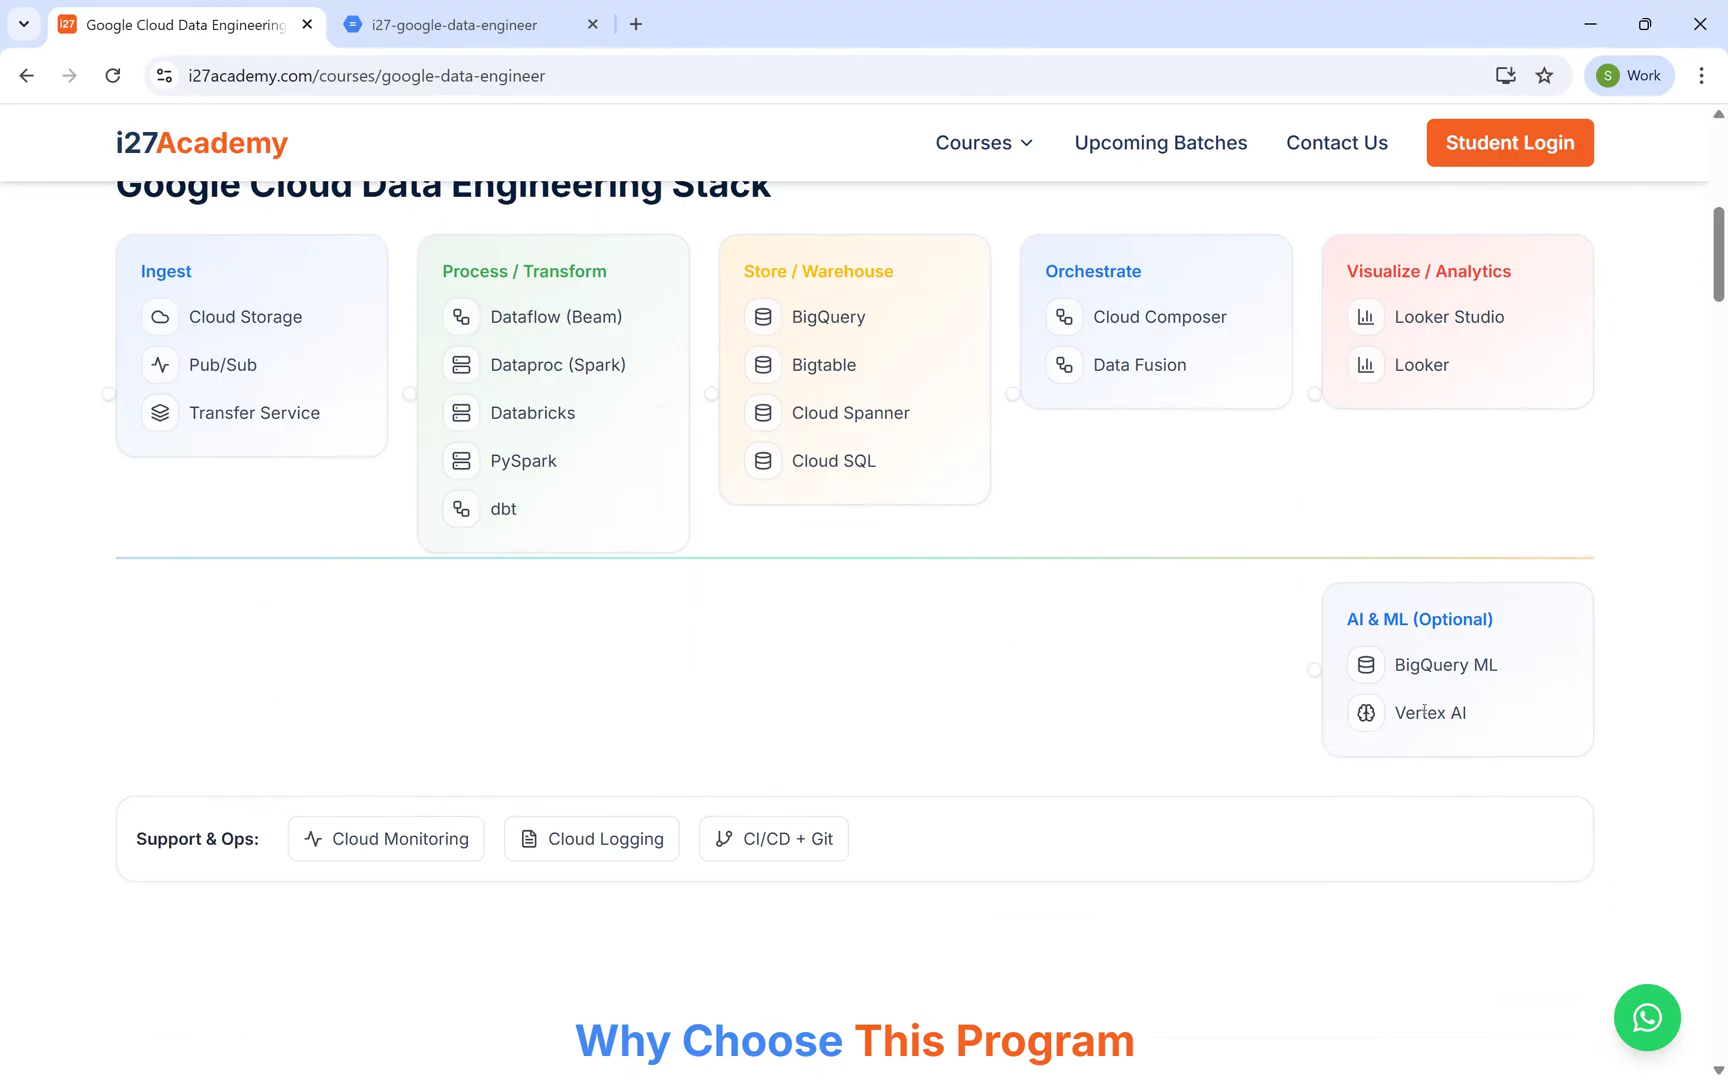 Google Cloud Data Engineering
i27-google-data-engineer
i27academy.com/courses/google-data-engineer
S Work
i27Academy
Courses
Upcoming Batches
Contact Us
Student Login
Google Cloud Data Engineering Stack
Ingest
Cloud Storage
Pub/Sub
Transfer Service
Process / Transform
Dataflow (Beam)
Dataproc (Spark)
Databricks
PySpark
dbt
Store / Warehouse
BigQuery
Bigtable
Cloud Spanner
Cloud SQL
Orchestrate
Cloud Composer
Data Fusion
Visualize / Analytics
Looker Studio
Looker
AI & ML (Optional)
BigQuery ML
Vertex AI
Support & Ops:
Cloud Monitoring
Cloud Logging
CI/CD + Git
Why Choose This Program